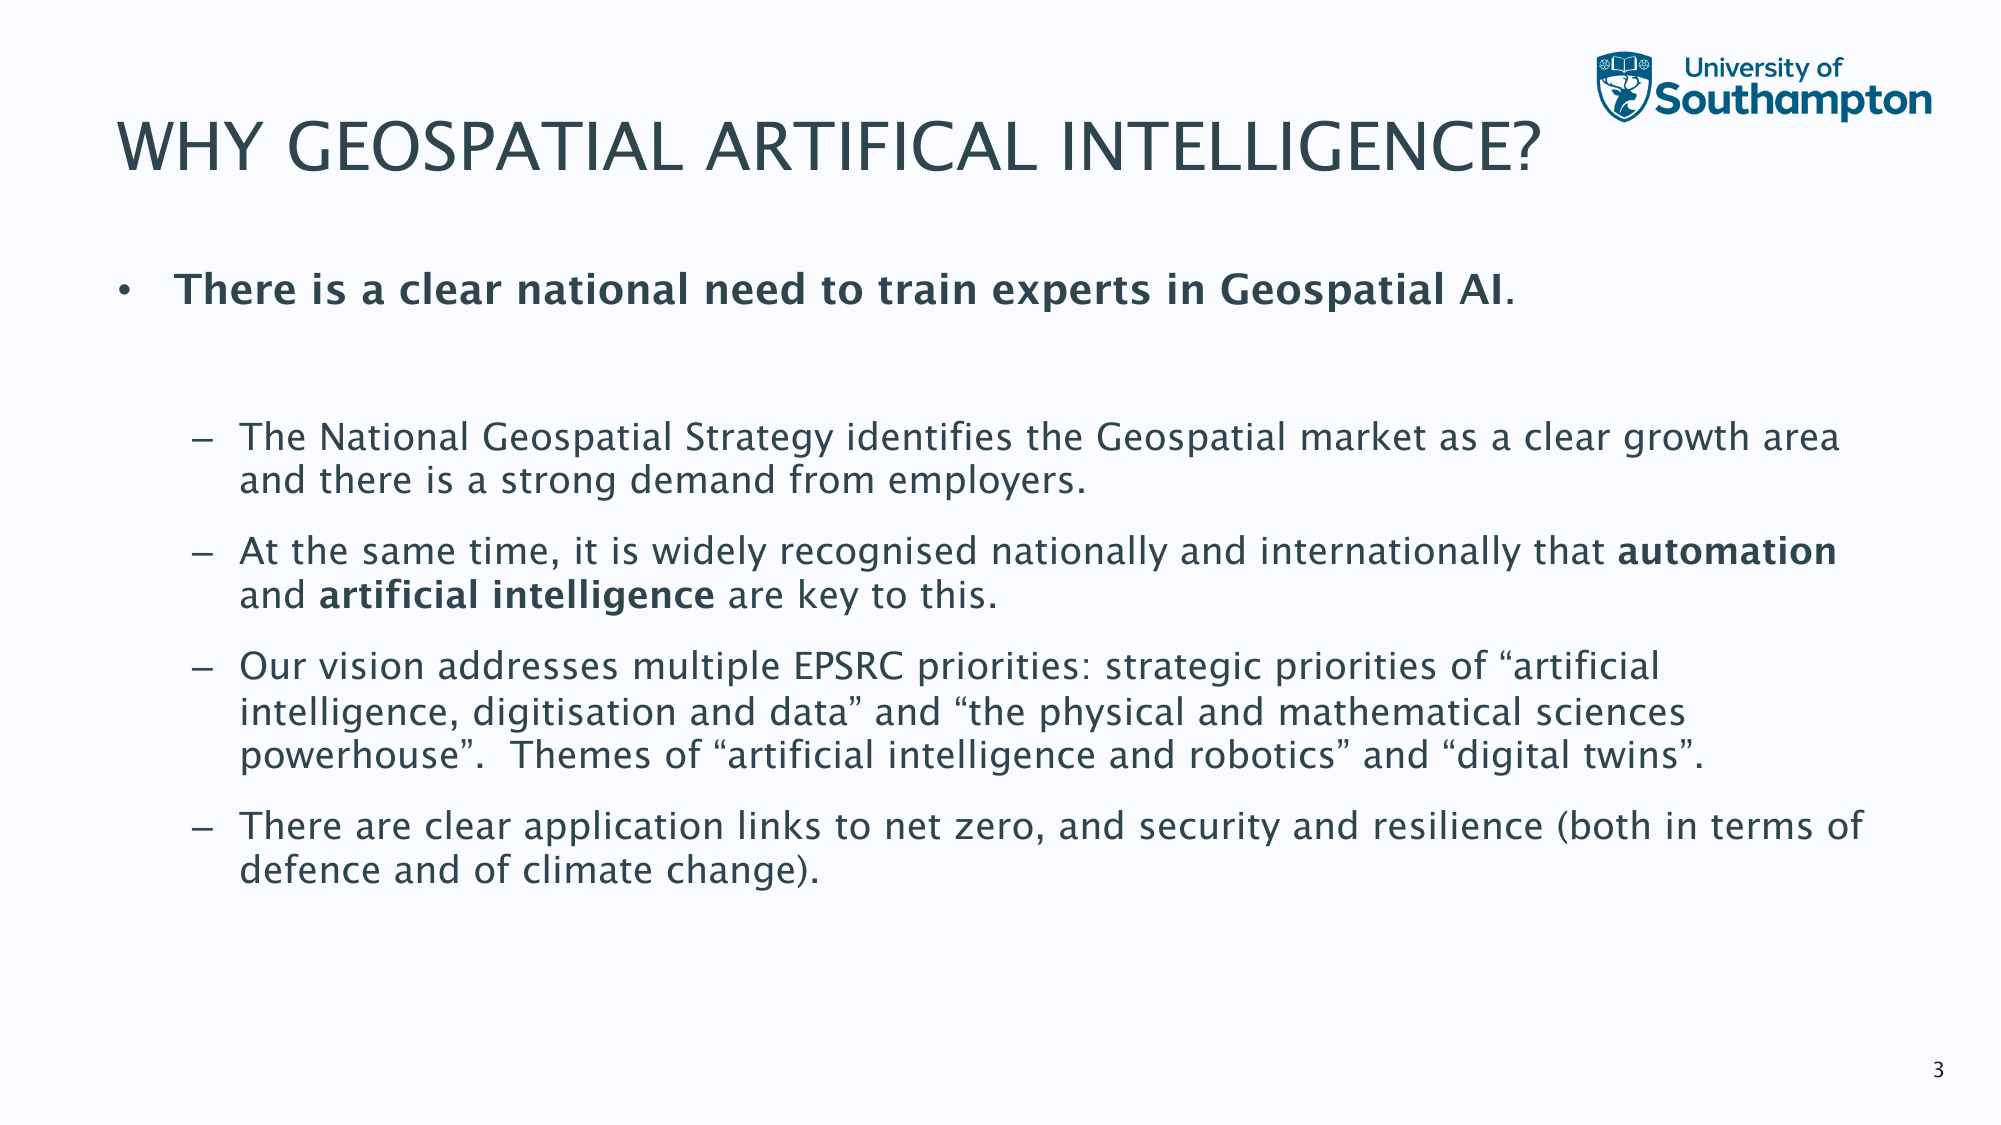 University of
Southampton
WHY GEOSPATIAL ARTIFICAL INTELLIGENCE?
• There is a clear national need to train experts in Geospatial AI.
– The National Geospatial Strategy identifies the Geospatial market as a clear growth area
and there is a strong demand from employers.
– At the same time, it is widely recognised nationally and internationally that automation
and artificial intelligence are key to this.
– Our vision addresses multiple EPSRC priorities: strategic priorities of “artificial
intelligence, digitisation and data” and “the physical and mathematical sciences
powerhouse”.  Themes of “artificial intelligence and robotics” and “digital twins”.
– There are clear application links to net zero, and security and resilience (both in terms of
defence and of climate change).
3